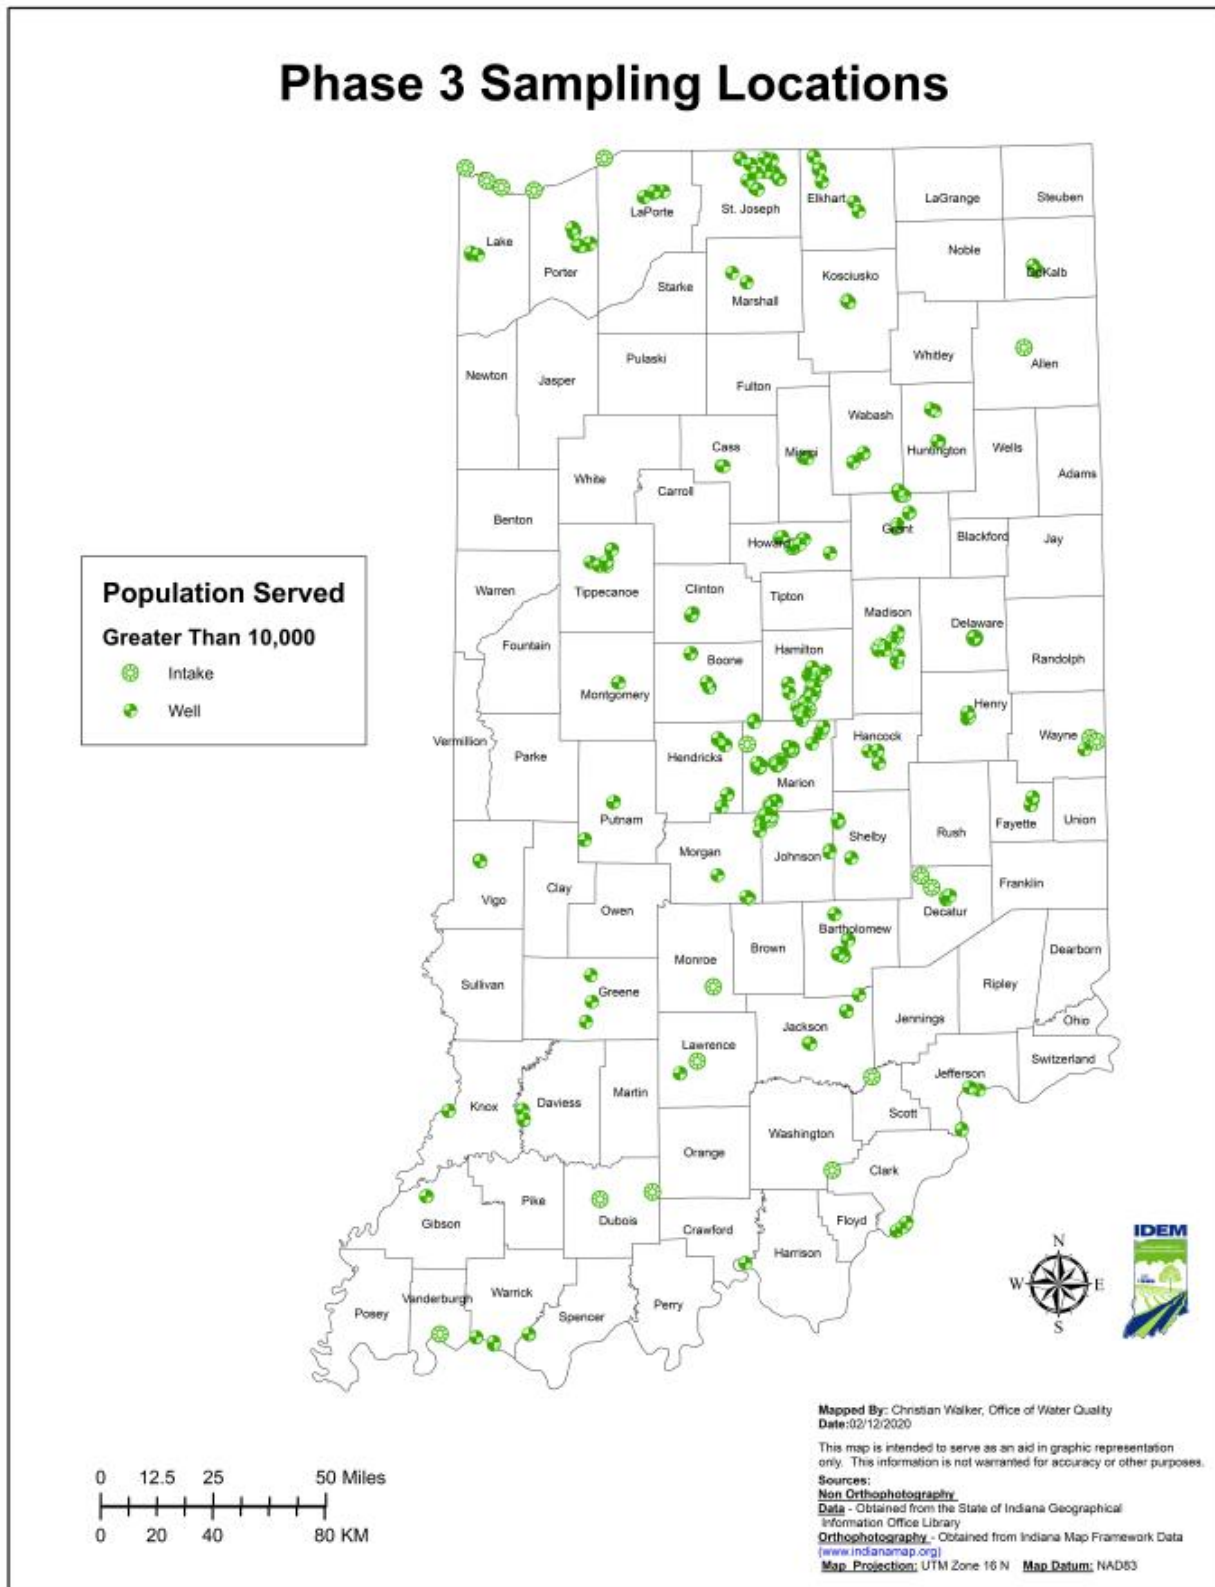 Phase 3 Sampling Locations
Lake
Porter
LaPorte
St. Joseph
Elkhart
LaGrange
Steuben
Noble
DeKalb
Starke
Marshall
Kosciusko
Whitley
Allen
Newton
Jasper
Pulaski
Fulton
Wabash
Huntington
Wells
Adams
Cass
Miami
White
Carroll
Benton
Grant
Blackford
Jay
Howard
Warren
Tippecanoe
Clinton
Tipton
Madison
Delaware
Randolph
Fountain
Montgomery
Boone
Hamilton
Henry
Wayne
Vermillion
Parke
Hendricks
Marion
Hancock
Putnam
Morgan
Johnson
Shelby
Rush
Fayette
Union
Vigo
Clay
Owen
Franklin
Decatur
Monroe
Brown
Bartholomew
Dearborn
Sullivan
Greene
Ripley
Jackson
Jennings
Ohio
Lawrence
Jefferson
Switzerland
Knox
Daviess
Martin
Scott
Washington
Orange
Clark
Gibson
Pike
Dubois
Crawford
Floyd
Harrison
Posey
Vanderburgh
Warrick
Spencer
Perry
Population Served
Greater Than 10,000
Intake
Well
N
W E
S
IDEM
0 12.5 25 50 Miles
0 20 40 80 KM
Mapped By: Christian Walker, Office of Water Quality
Date:02/12/2020
This map is intended to serve as an aid in graphic representation
only. This information is not warranted for accuracy or other purposes.
Sources:
Non Orthophotography
Data - Obtained from the State of Indiana Geographical
Information Office Library
Orthophotography - Obtained from Indiana Map Framework Data
(www.indianamap.org)
Map Projection: UTM Zone 16 N Map Datum: NAD83